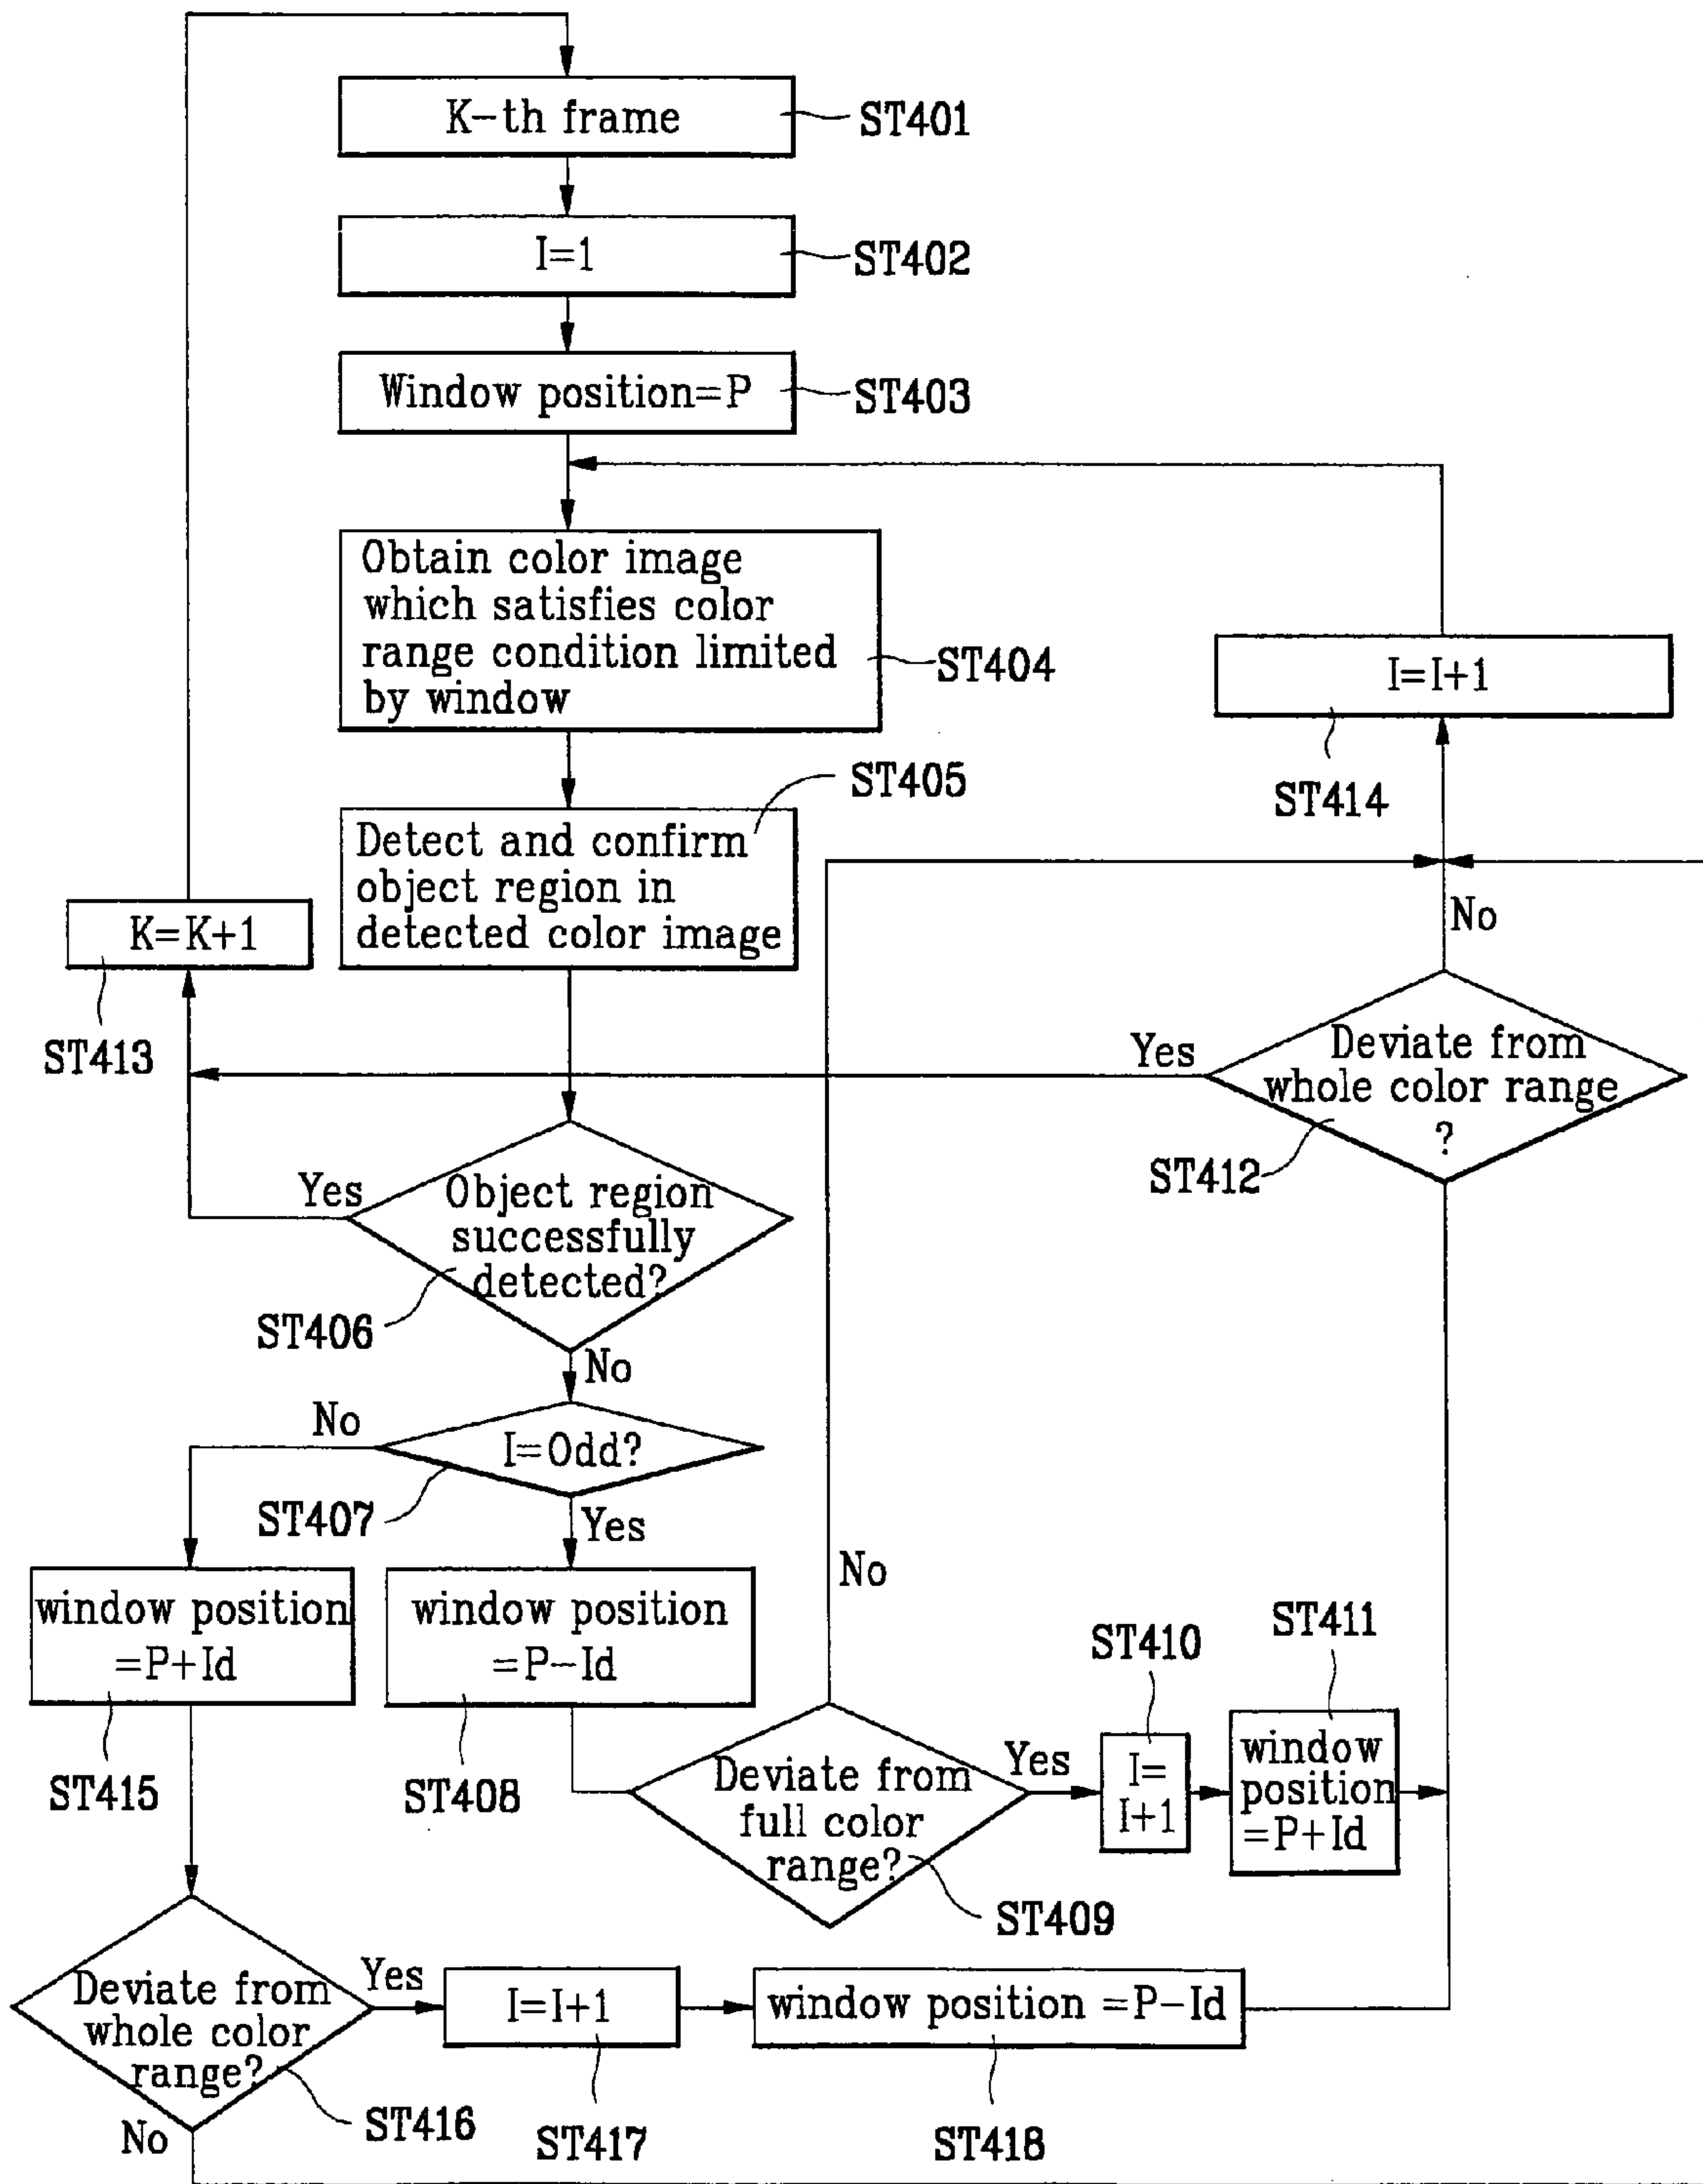 K-th frame
ST401
I=1
ST402
Window position=P
ST403
Obtain color image
which satisfies color
range condition limited
by window
ST404
I=I+1
ST414
ST405
Detect and confirm
object region in
detected color image
K=K+1
ST413
No
Yes
Deviate from
whole color range
?
ST412
Yes
Object region
successfully
detected?
ST406
No
No
I=Odd?
ST407
Yes
window position
=P+Id
ST415
window position
=P-Id
ST408
No
Deviate from
full color
range?
ST409
Yes
ST410
I=
I+1
ST411
window
position
=P+Id
Deviate from
whole color
range?
ST416
Yes
No
I=I+1
ST417
window position =P-Id
ST418